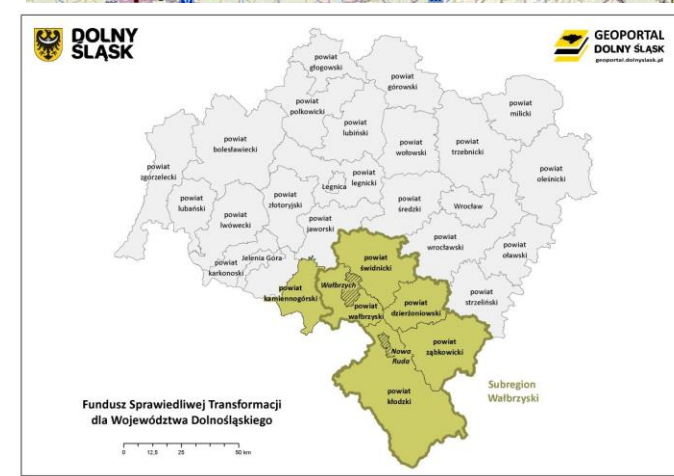 DOLNY
ŚLĄSK
GEOPORTAL
DOLNY ŚLĄSK
geoportal.dolnyslask.pl
powiat
głogowski
powiat
górowski
powiat
polkowicki
powiat
milicki
powiat
lubiński
powiat
bolesławiecki
powiat
wołowski
powiat
trzebnicki
powiat
zgorzelecki
powiat
oleśnicki
powiat
legnicki
Legnica
powiat
lubański
powiat
złotoryjski
powiat
średzki
Wrocław
powiat
lwówecki
powiat
jaworski
powiat
wrocławski
powiat
oławski
Jelenia Góra
powiat
karkonoski
powiat
świdnicki
powiat
kamiennogórski
Wałbrzych
powiat
strzeliński
powiat
wałbrzyski
powiat
dzierżoniowski
powiat
ząbkowicki
Nowa
Ruda
powiat
kłodzki
Subregion
Wałbrzyski
Fundusz Sprawiedliwej Transformacji
dla Województwa Dolnośląskiego
0 12,5 25 50 km